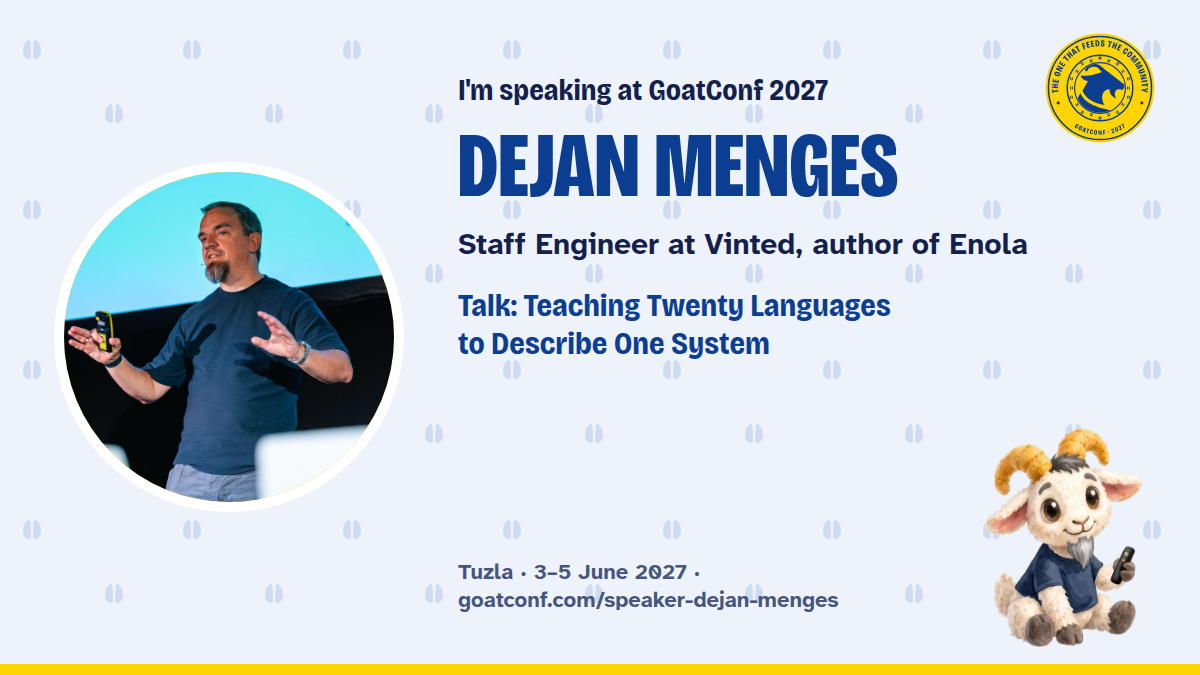 I'm speaking at GoatConf 2027
DEJAN MENGES
Staff Engineer at Vinted, author of Enola
Talk: Teaching Twenty Languages
to Describe One System
Tuzla · 3–5 June 2027 ·
goatconf.com/speaker-dejan-menges
THE ONE THAT FEEDS THE COMMUNITY
GOATCONF · 2027